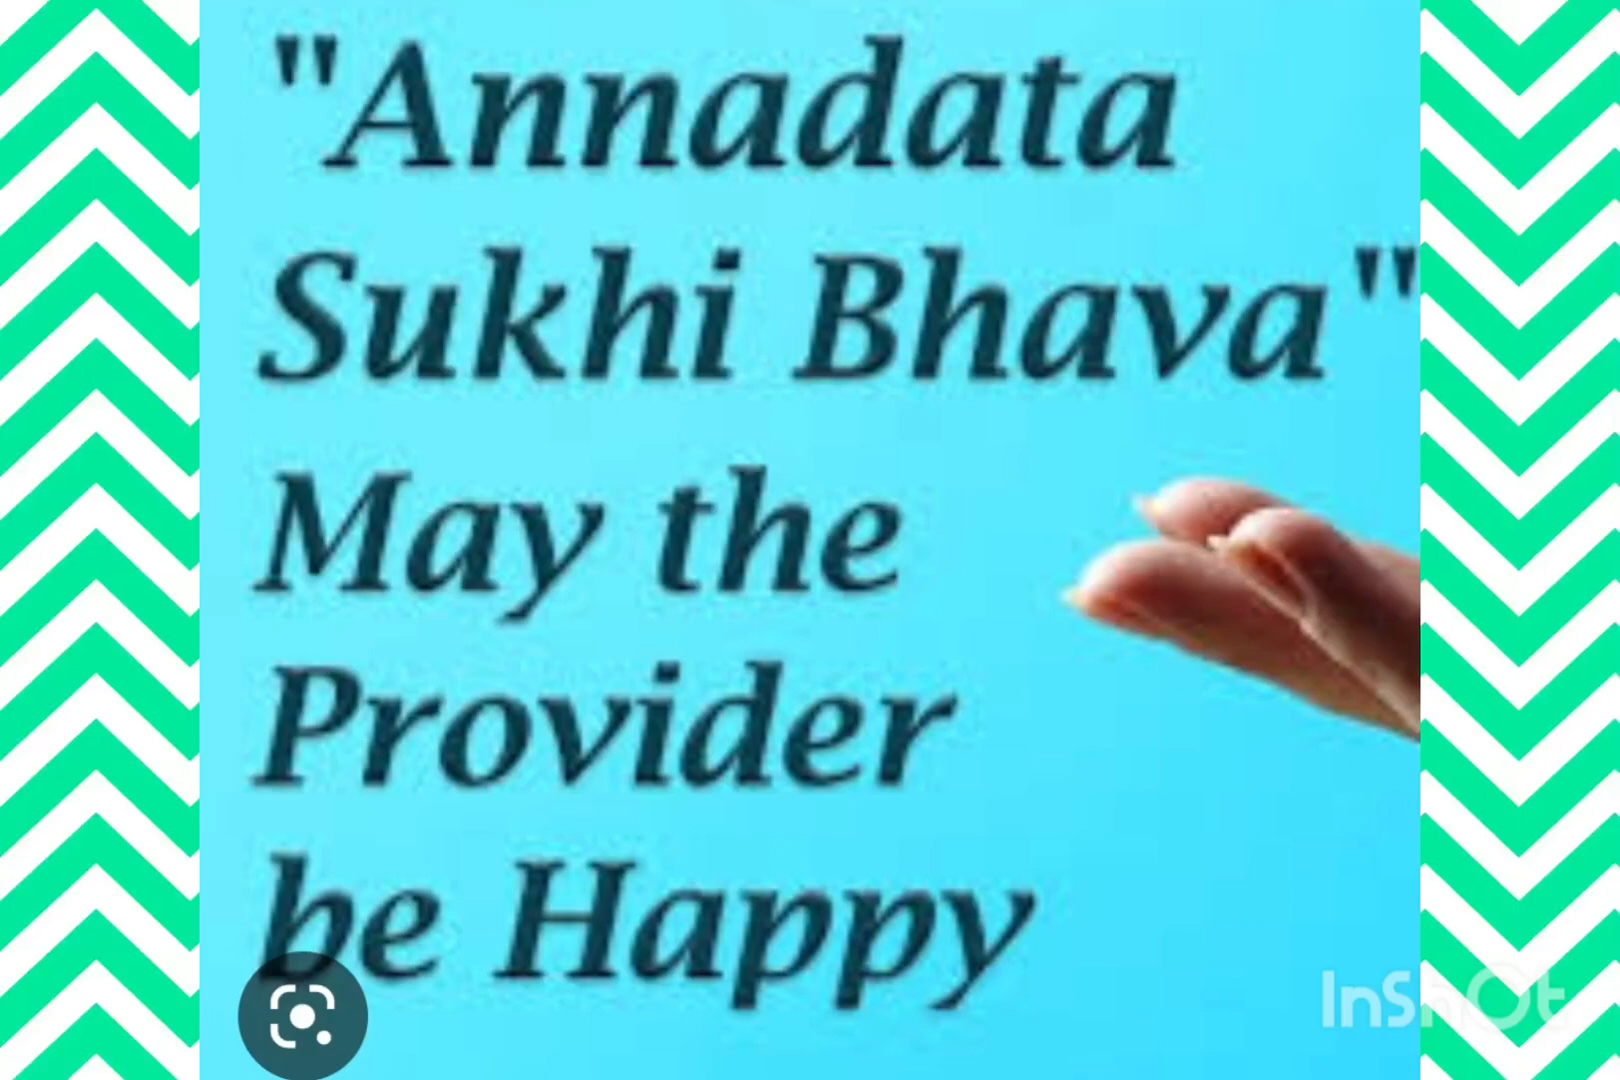 "Annadata
Sukhi Bhava"
May the
Provider
be Happy
InShOt